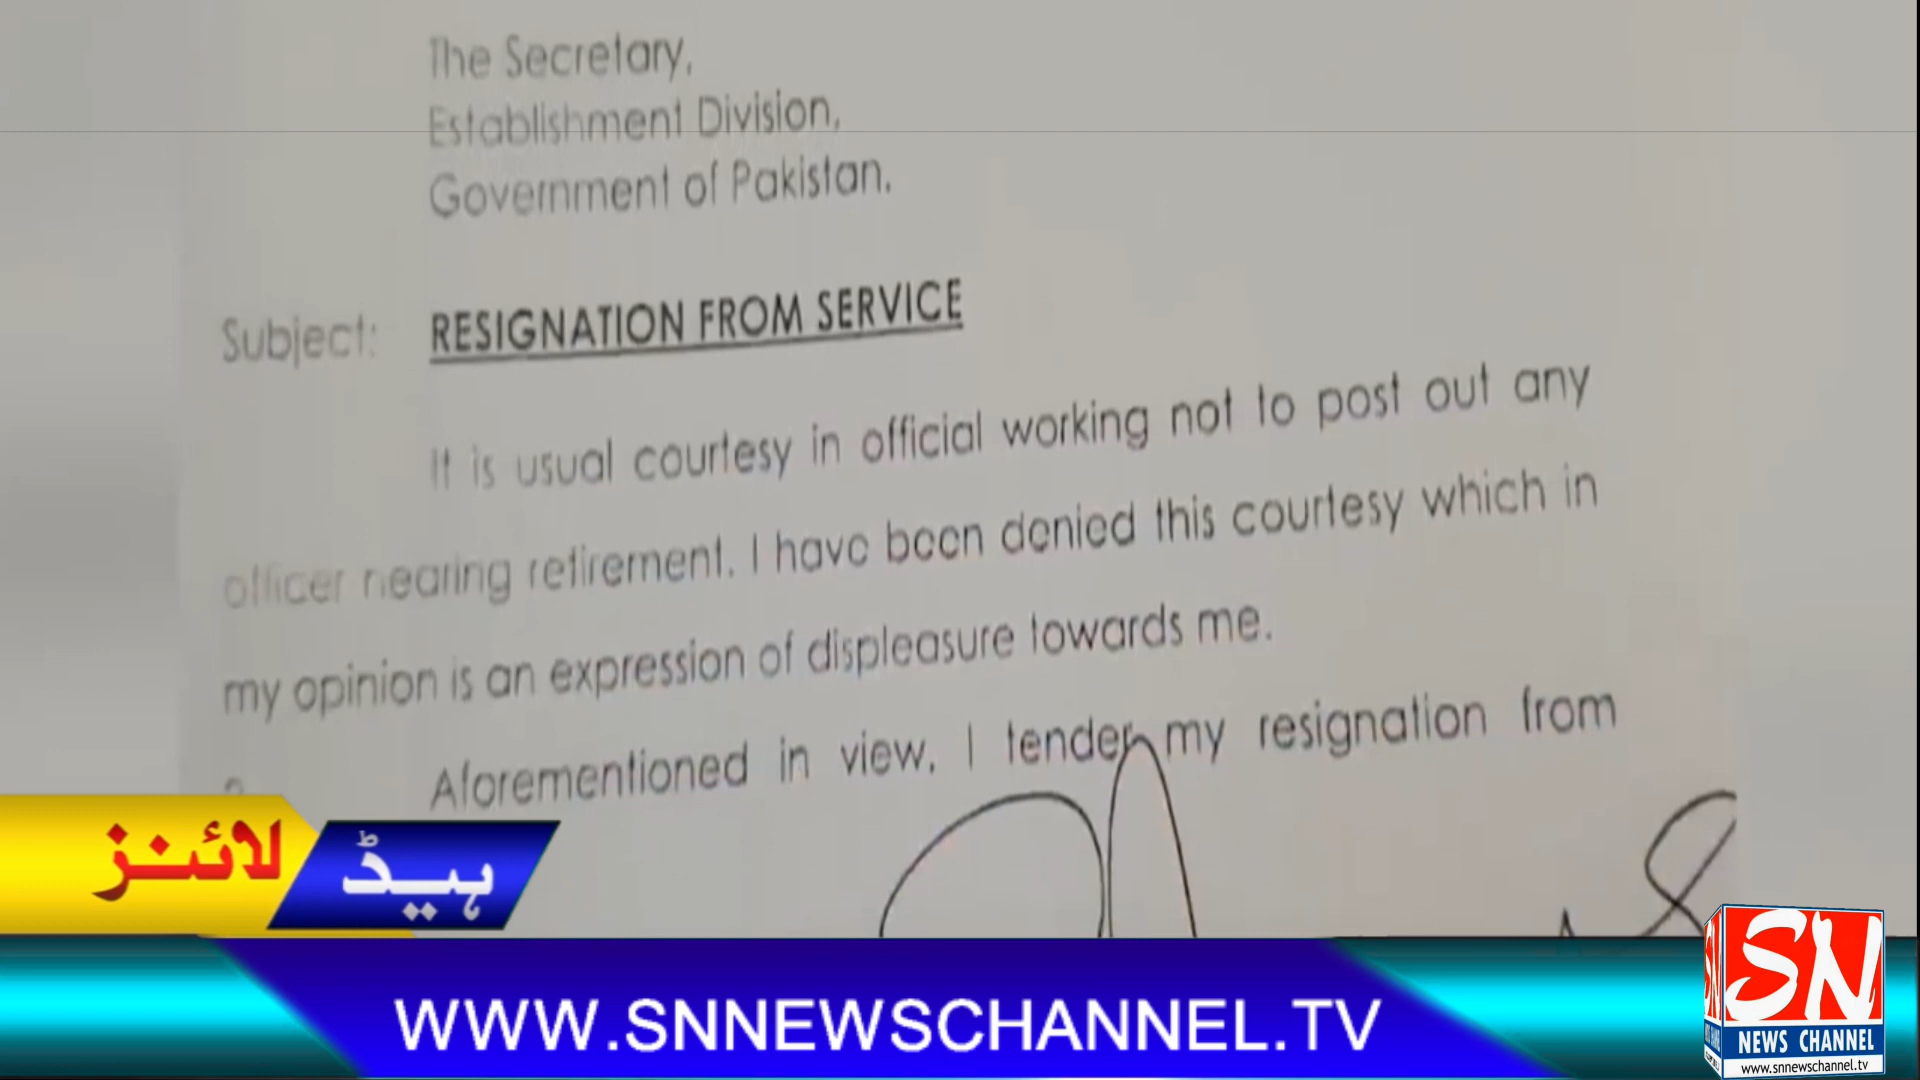 The Secretary,
Establishment Division,
Government of Pakistan.
Subject: RESIGNATION FROM SERVICE
It is usual courtesy in official working not to post out any
officer nearing retirement. I have been denied this courtesy which in
my opinion is an expression of displeasure towards me.
Aforementioned in view, I tender my resignation from
ہیڈ لائنز
WWW.SNNEWSCHANNEL.TV
SN
NEWS CHANNEL
www.snnewschannel.tv